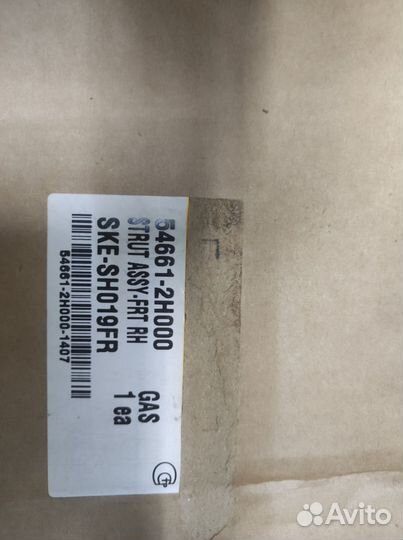 54661-2H000
STRUT ASSY-FRT RH GAS
SKE-SH019FR 1 ea
54661-2H000-1407
Avito